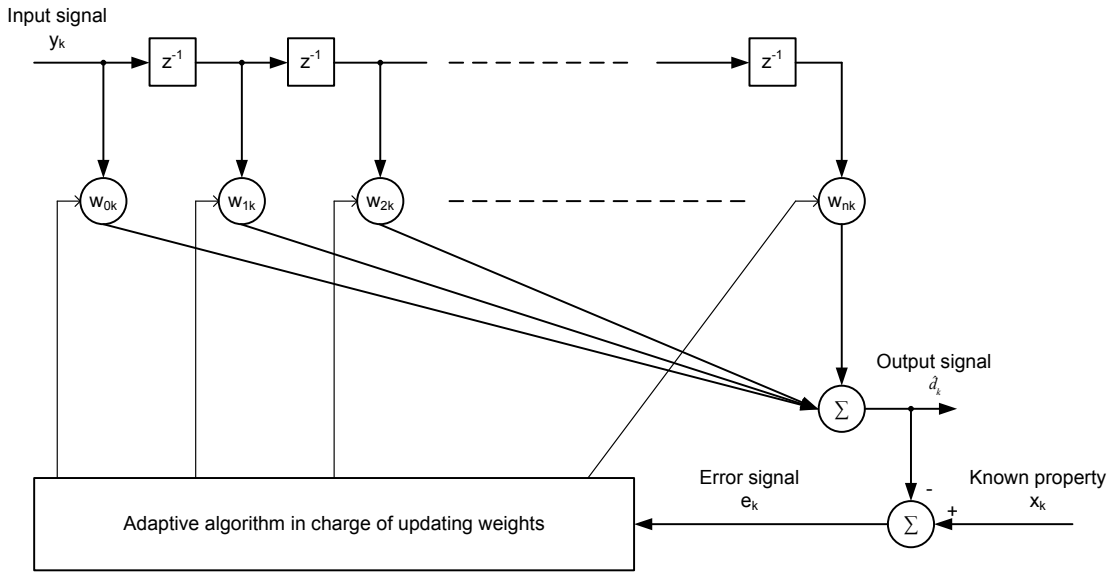 Input signal
yk
z-1
z-1
z-1
w0k
w1k
w2k
wnk
Output signal
d̂k
Σ
Error signal
ek
Known property
xk
-
+
Σ
Adaptive algorithm in charge of updating weights